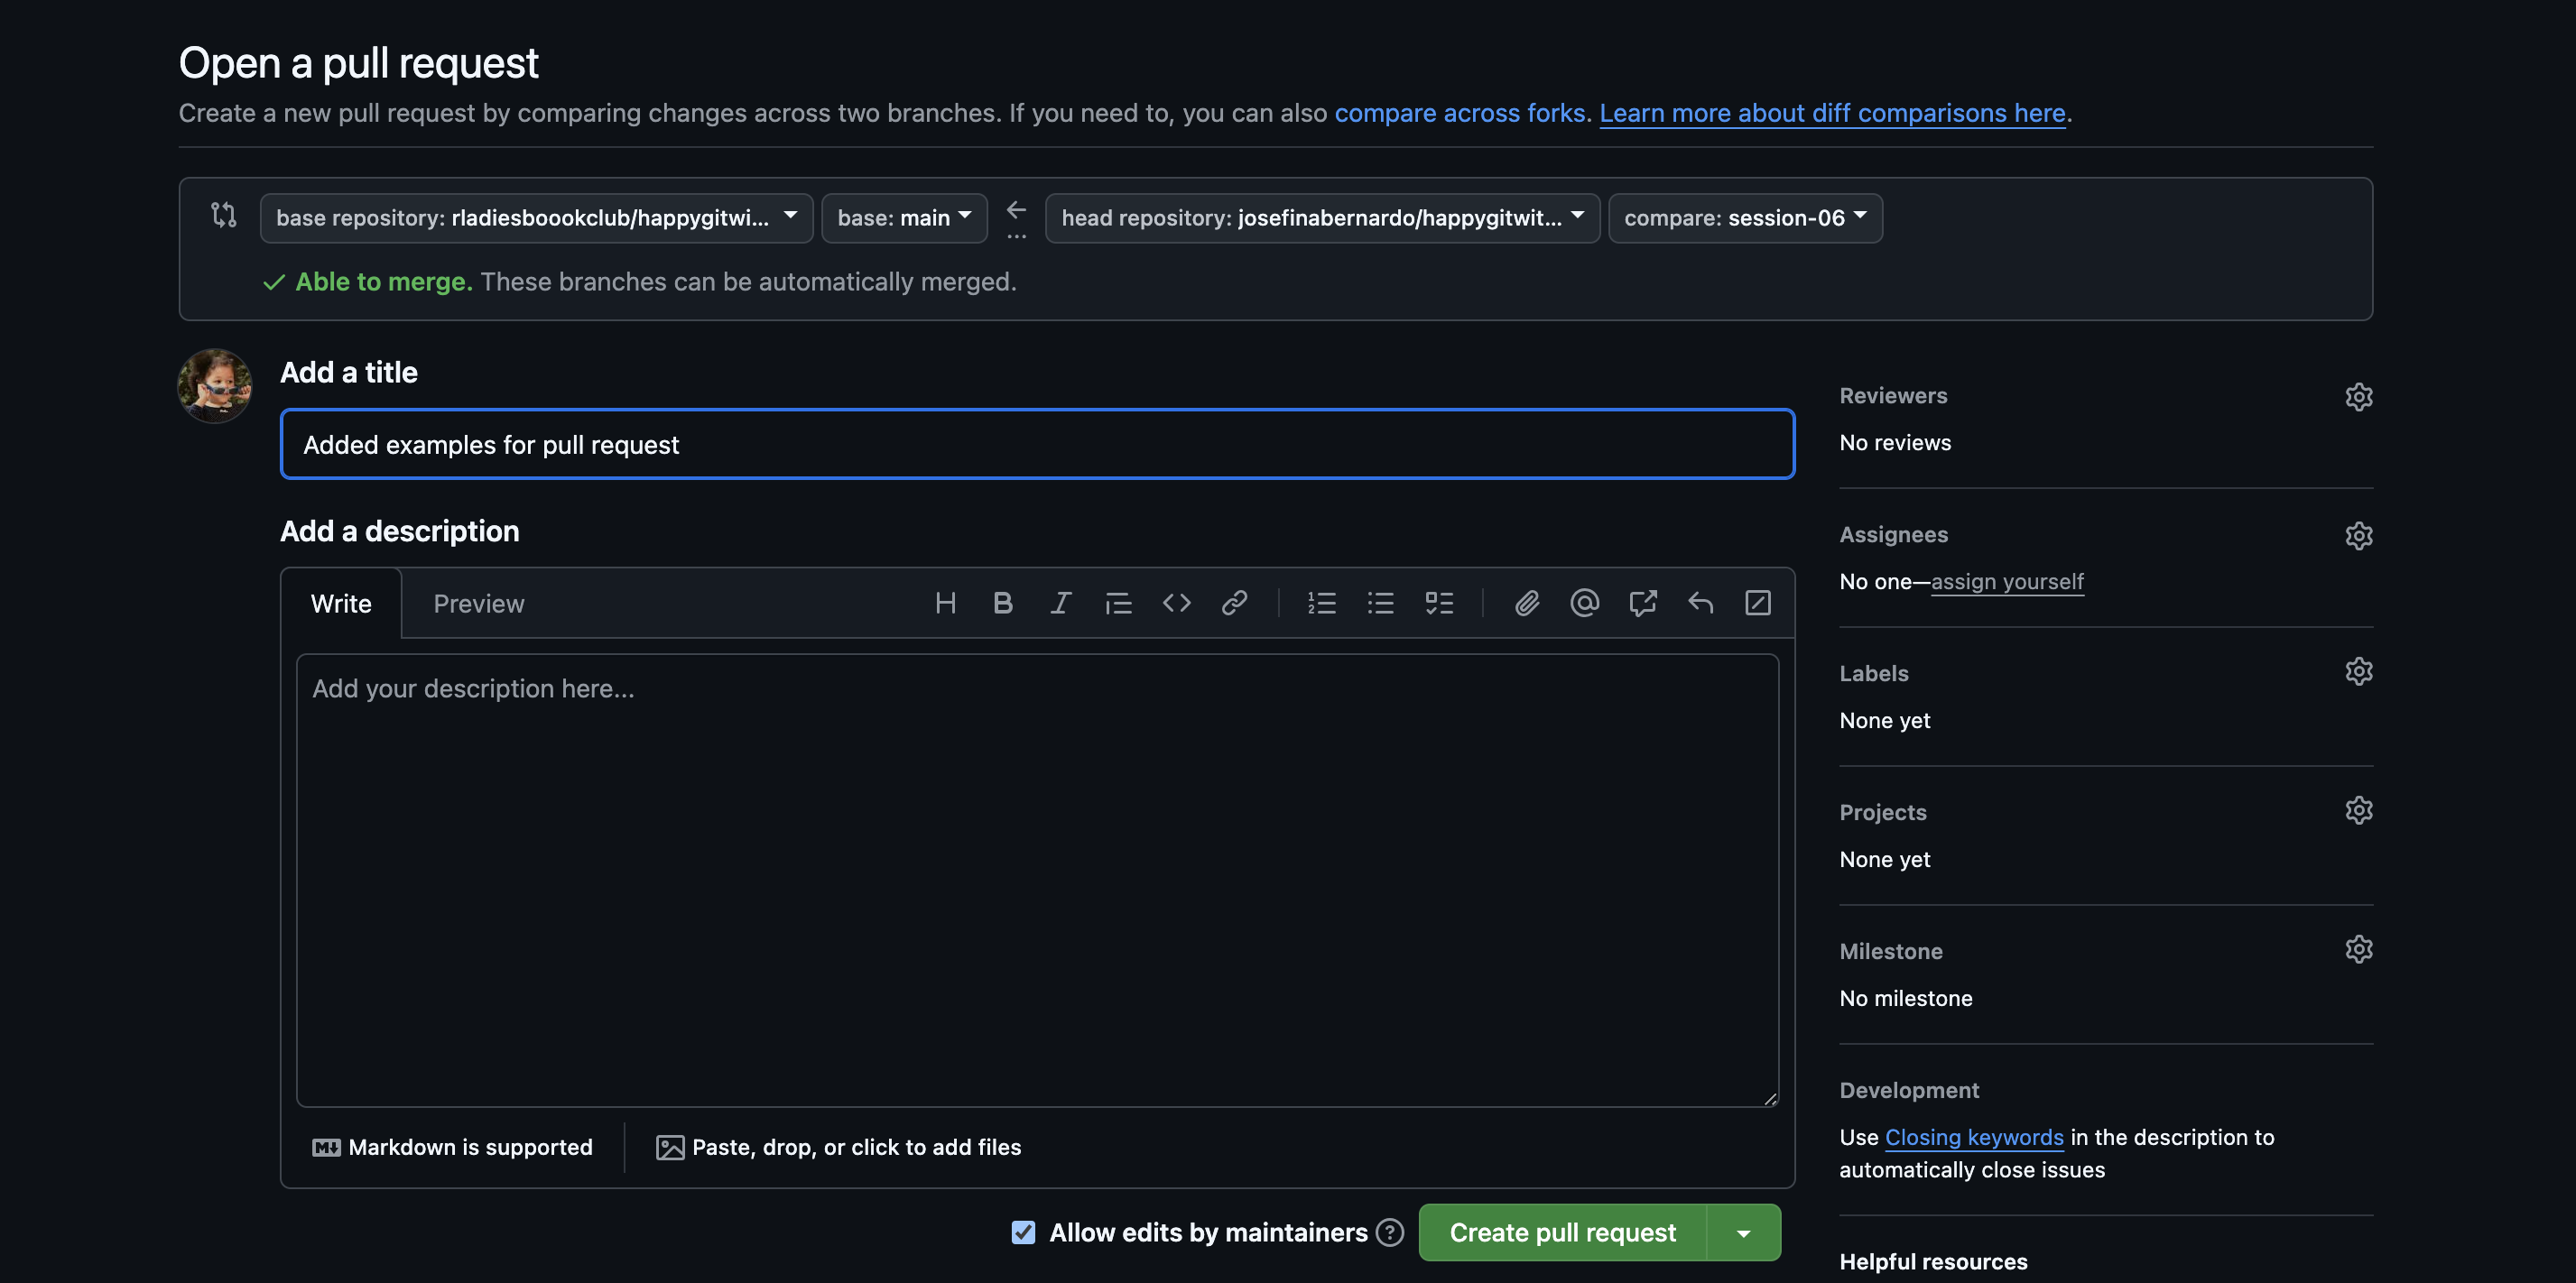 Open a pull request
Create a new pull request by comparing changes across two branches. If you need to, you can also compare across forks. Learn more about diff comparisons here.
base repository: rladiesboookclub/happygitwi... base: main ... head repository: josefinabernardo/happygitwit... compare: session-06
Able to merge. These branches can be automatically merged.
Add a title
Added examples for pull request
Add a description
Write Preview
Add your description here...
Markdown is supported
Paste, drop, or click to add files
Allow edits by maintainers
Create pull request
Reviewers
No reviews
Assignees
No one—assign yourself
Labels
None yet
Projects
None yet
Milestone
No milestone
Development
Use Closing keywords in the description to
automatically close issues
Helpful resources